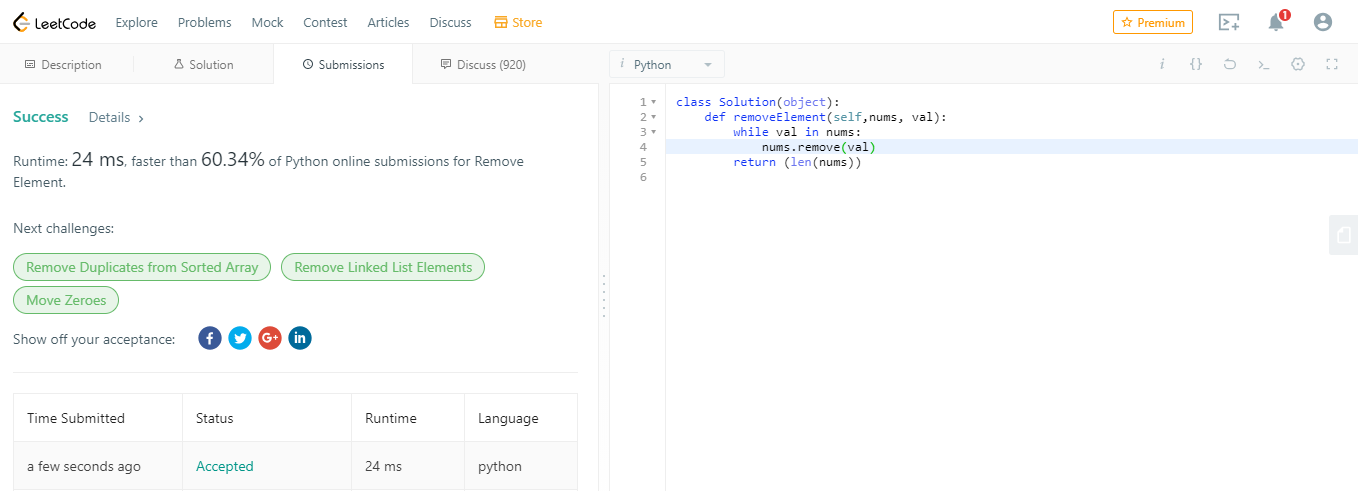 LeetCode Explore Problems Mock Contest Articles Discuss Store Premium 1
Description Solution Submissions Discuss (920)
i Python i {} >_
Success Details >
Runtime: 24 ms, faster than 60.34% of Python online submissions for Remove
Element.
Next challenges:
Remove Duplicates from Sorted Array Remove Linked List Elements
Move Zeroes
Show off your acceptance: f G+ in
Time Submitted Status Runtime Language
a few seconds ago Accepted 24 ms python
1 class Solution(object):
2 def removeElement(self,nums, val):
3 while val in nums:
4 nums.remove(val)
5 return (len(nums))
6